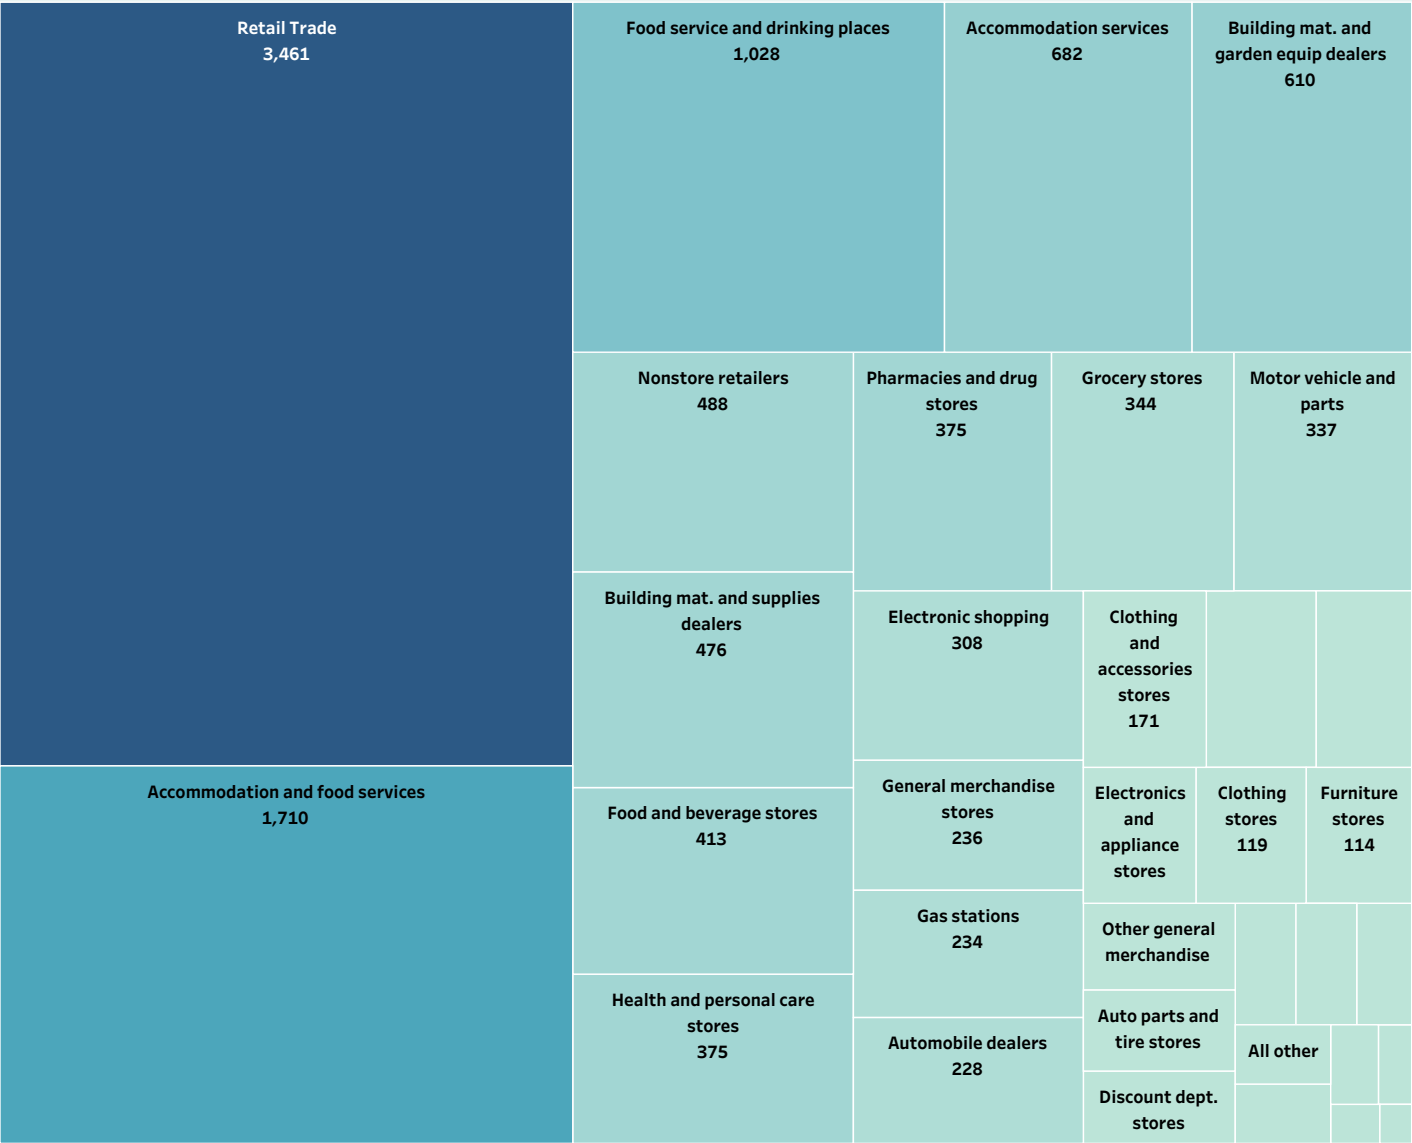 Retail Trade
3,461
Accommodation and food services
1,710
Food service and drinking places
1,028
Accommodation services
682
Building mat. and
garden equip dealers
610
Nonstore retailers
488
Building mat. and supplies
dealers
476
Food and beverage stores
413
Health and personal care
stores
375
Pharmacies and drug
stores
375
Grocery stores
344
Motor vehicle and
parts
337
Electronic shopping
308
General merchandise
stores
236
Gas stations
234
Automobile dealers
228
Clothing
and
accessories
stores
171
Electronics
and
appliance
stores
Clothing
stores
119
Furniture
stores
114
Other general
merchandise
Auto parts and
tire stores
Discount dept.
stores
All other